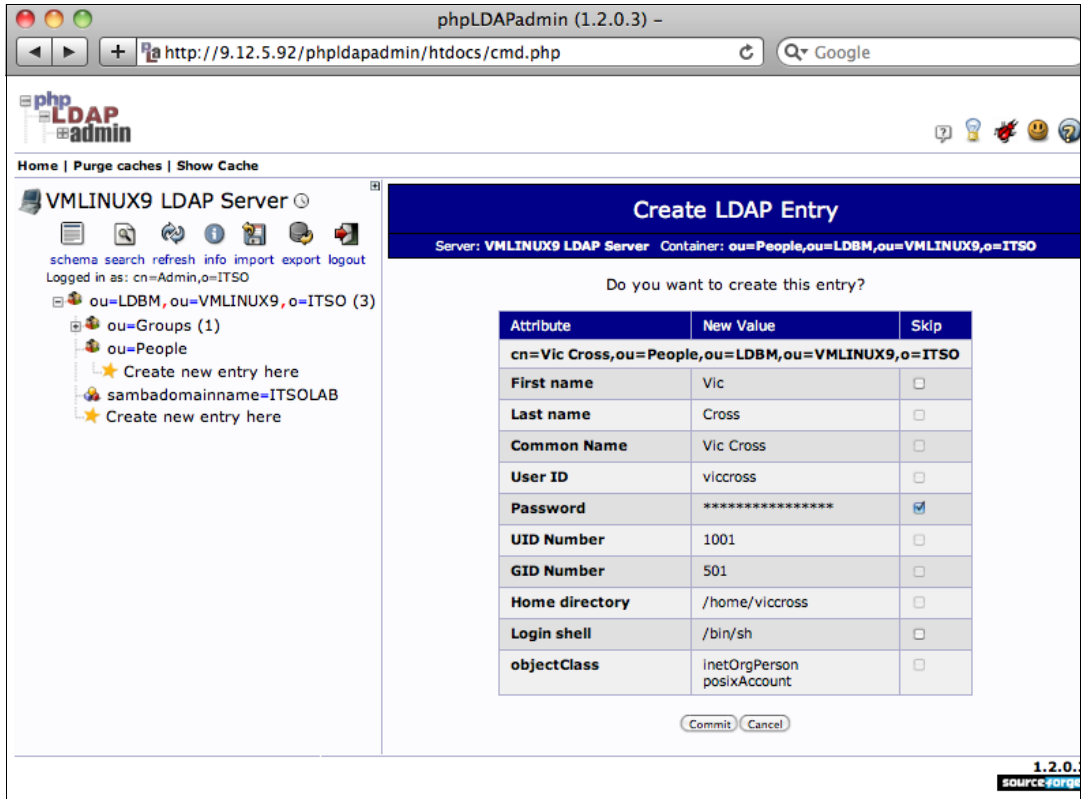 phpLDAPadmin (1.2.0.3) –
http://9.12.5.92/phpldapadmin/htdocs/cmd.php
Google
php
LDAP
admin
Home | Purge caches | Show Cache
VMLINUX9 LDAP Server
schema search refresh info import export logout
Logged in as: cn=Admin,o=ITSO
ou=LDBM,ou=VMLINUX9,o=ITSO (3)
ou=Groups (1)
ou=People
Create new entry here
sambadomainname=ITSOLAB
Create new entry here
Create LDAP Entry
Server: VMLINUX9 LDAP Server Container: ou=People,ou=LDBM,ou=VMLINUX9,o=ITSO
Do you want to create this entry?
Attribute New Value Skip
cn=Vic Cross,ou=People,ou=LDBM,ou=VMLINUX9,o=ITSO
First name Vic
Last name Cross
Common Name Vic Cross
User ID viccross
Password ****************
UID Number 1001
GID Number 501
Home directory /home/viccross
Login shell /bin/sh
objectClass inetOrgPerson
posixAccount
Commit Cancel
1.2.0.
sourceforge